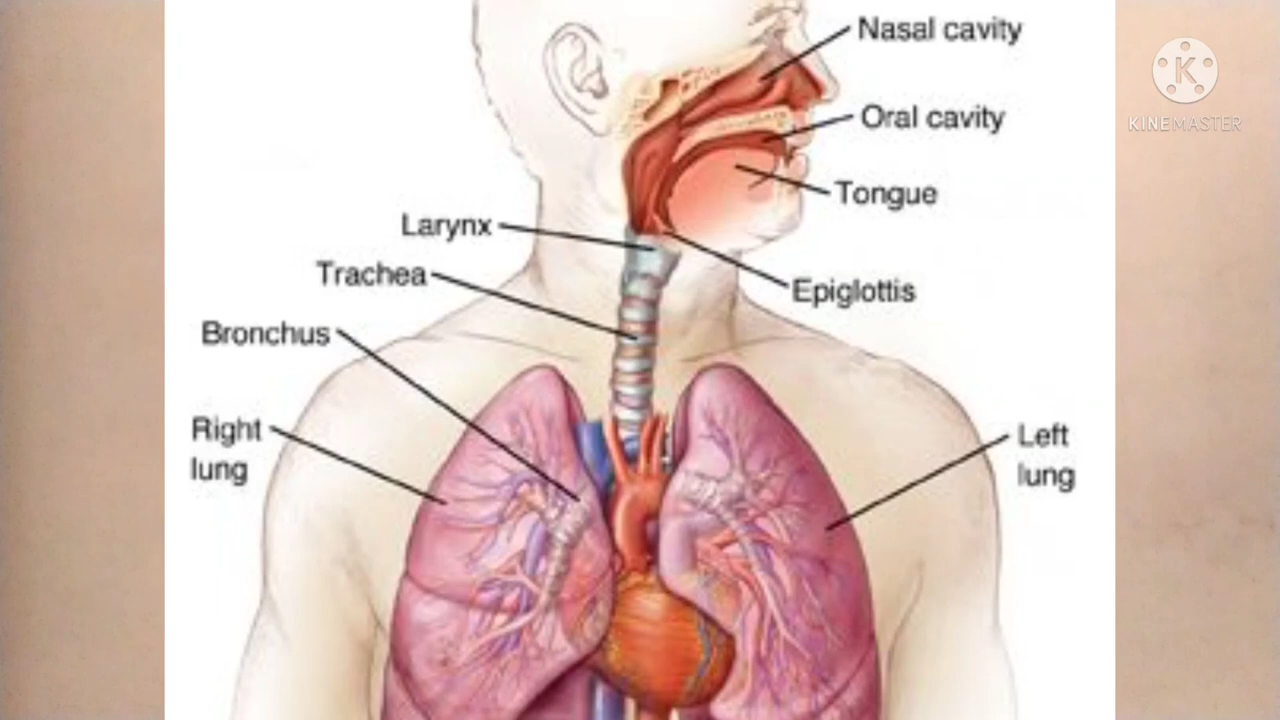 Nasal cavity
Oral cavity
Tongue
Larynx
Trachea
Epiglottis
Bronchus
Right
lung
Left
lung
K
KINEMASTER